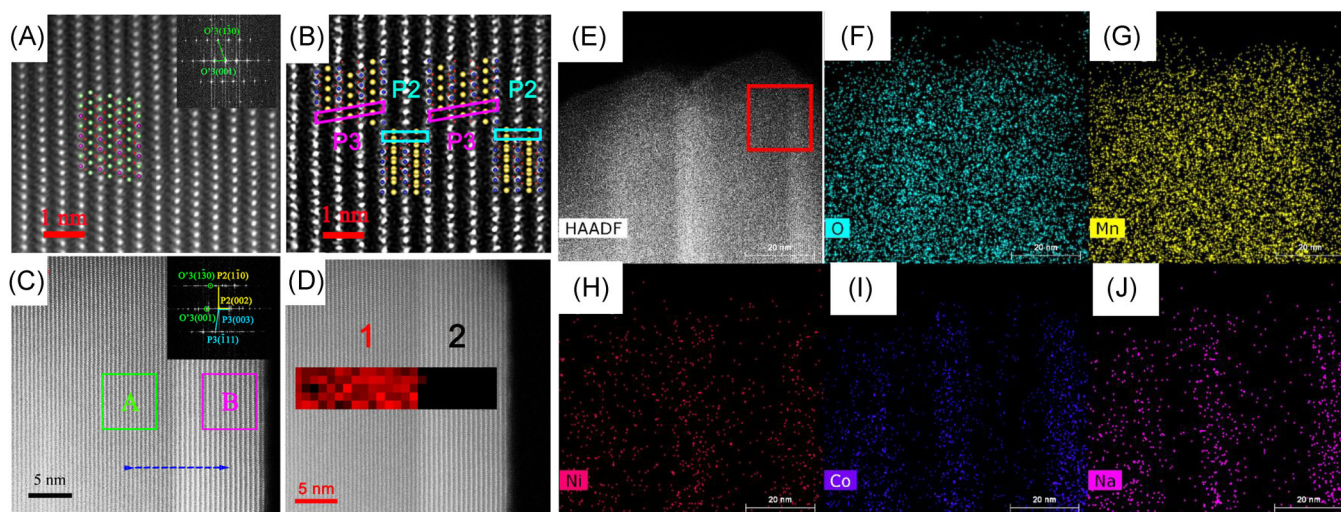 (A)
O'3(1̄30)
O'3(001)
1 nm
(B)
P2
P2
P3
P3
1 nm
(C)
O'3(1̄30)
P2(11̄0)
P2(002)
O'3(001)
P3(003)
P3(1̄11)
A
B
5 nm
(D)
1
2
5 nm
(E)
HAADF
20 nm
(F)
O
20 nm
(G)
Mn
20 nm
(H)
Ni
20 nm
(I)
Co
20 nm
(J)
Na
20 nm